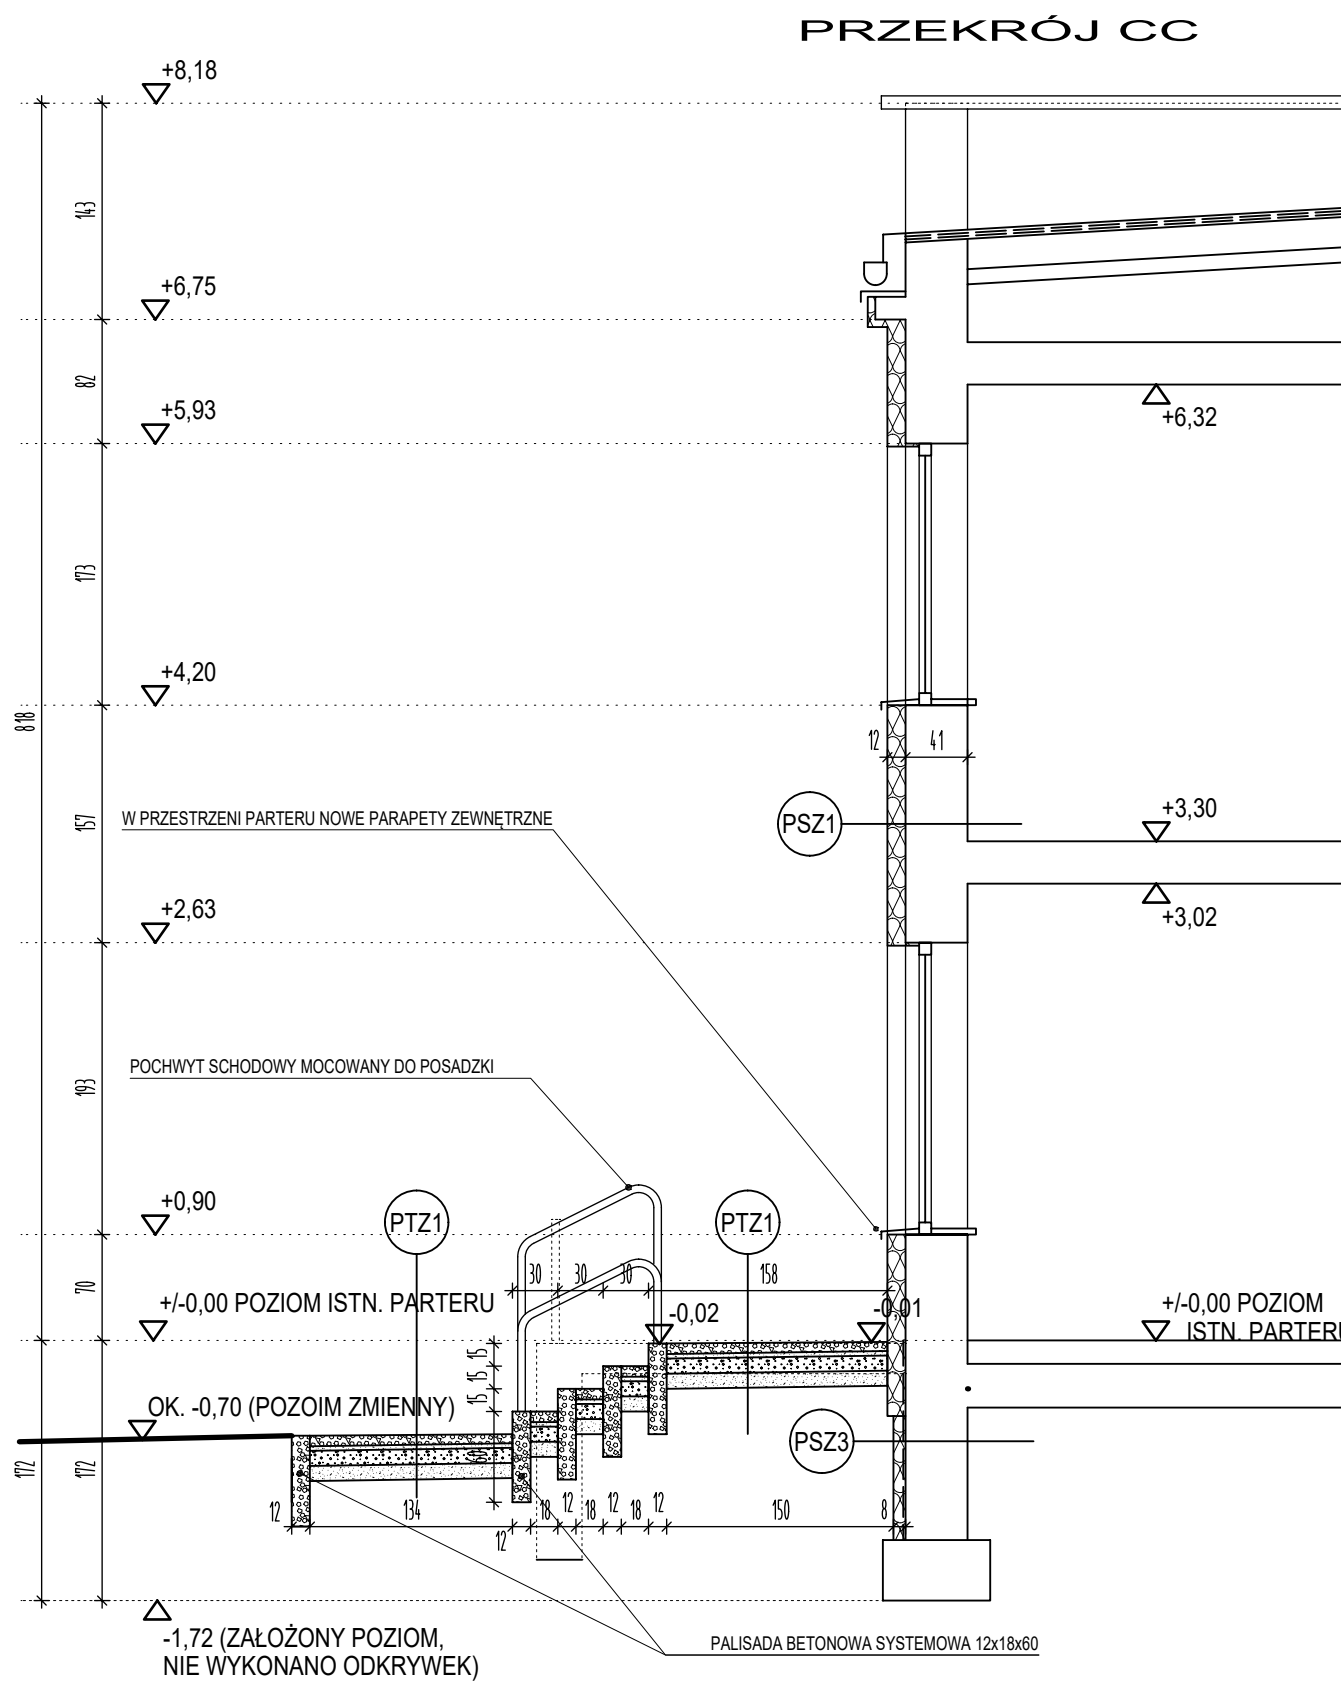 PRZEKRÓJ CC
+8,18
143
+6,75
82
+5,93
+6,32
173
+4,20
818
12
41
W PRZESTRZENI PARTERU NOWE PARAPETY ZEWNĘTRZNE
157
PSZ1
+3,30
+2,63
+3,02
POCHWYT SCHODOWY MOCOWANY DO POSADZKI
193
+0,90
PTZ1
PTZ1
30
30
30
158
70
+/-0,00 POZIOM ISTN. PARTERU
-0,02
-0,01
+/-0,00 POZIOM
ISTN. PARTERU
15
15
15
OK. -0,70 (POZOIM ZMIENNY)
PSZ3
60
172
172
12
134
12
18
12
18
12
18
12
150
8
-1,72 (ZAŁOŻONY POZIOM,
NIE WYKONANO ODKRYWEK)
PALISADA BETONOWA SYSTEMOWA 12x18x60